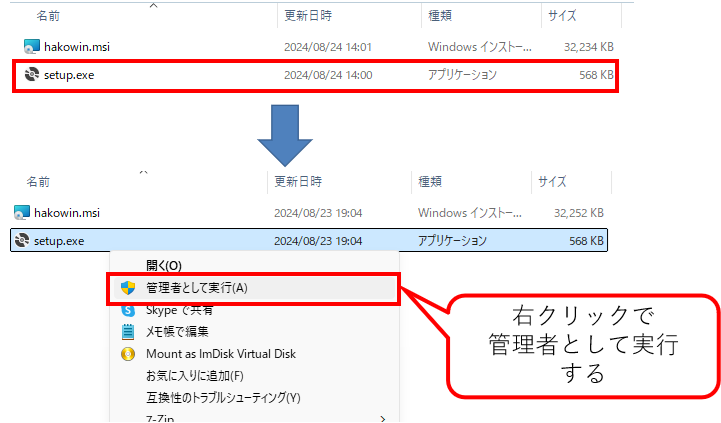 名前 更新日時 種類 サイズ
hakowin.msi 2024/08/24 14:01 Windows インストー... 32,234 KB
setup.exe 2024/08/24 14:00 アプリケーション 568 KB
名前 更新日時 種類 サイズ
hakowin.msi 2024/08/23 19:04 Windows インストー... 32,252 KB
setup.exe 2024/08/23 19:04 アプリケーション 568 KB
開く(O)
管理者として実行(A)
Skype で共有
メモ帳で編集
Mount as ImDisk Virtual Disk
お気に入りに追加(F)
互換性のトラブルシューティング(Y)
7-Zip
右クリックで
管理者として実行
する